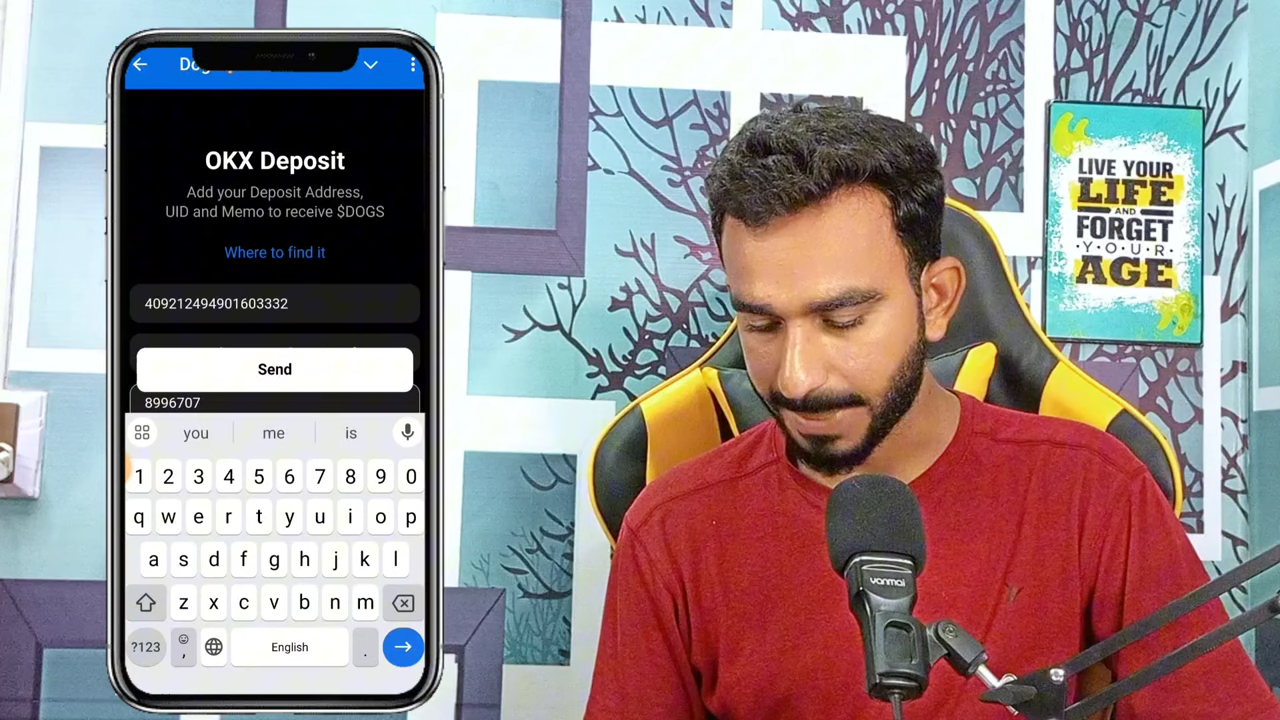 OKX Deposit
Add your Deposit Address,
UID and Memo to receive $DOGS
Where to find it
409212494901603332
Send
8996707
you me is
1 2 3 4 5 6 7 8 9 0
q w e r t y u i o p
a s d f g h j k l
z x c v b n m
?123 , English .
LIVE YOUR
LIFE
AND
FORGET
·Y·O·U·R·
AGE
vanmai